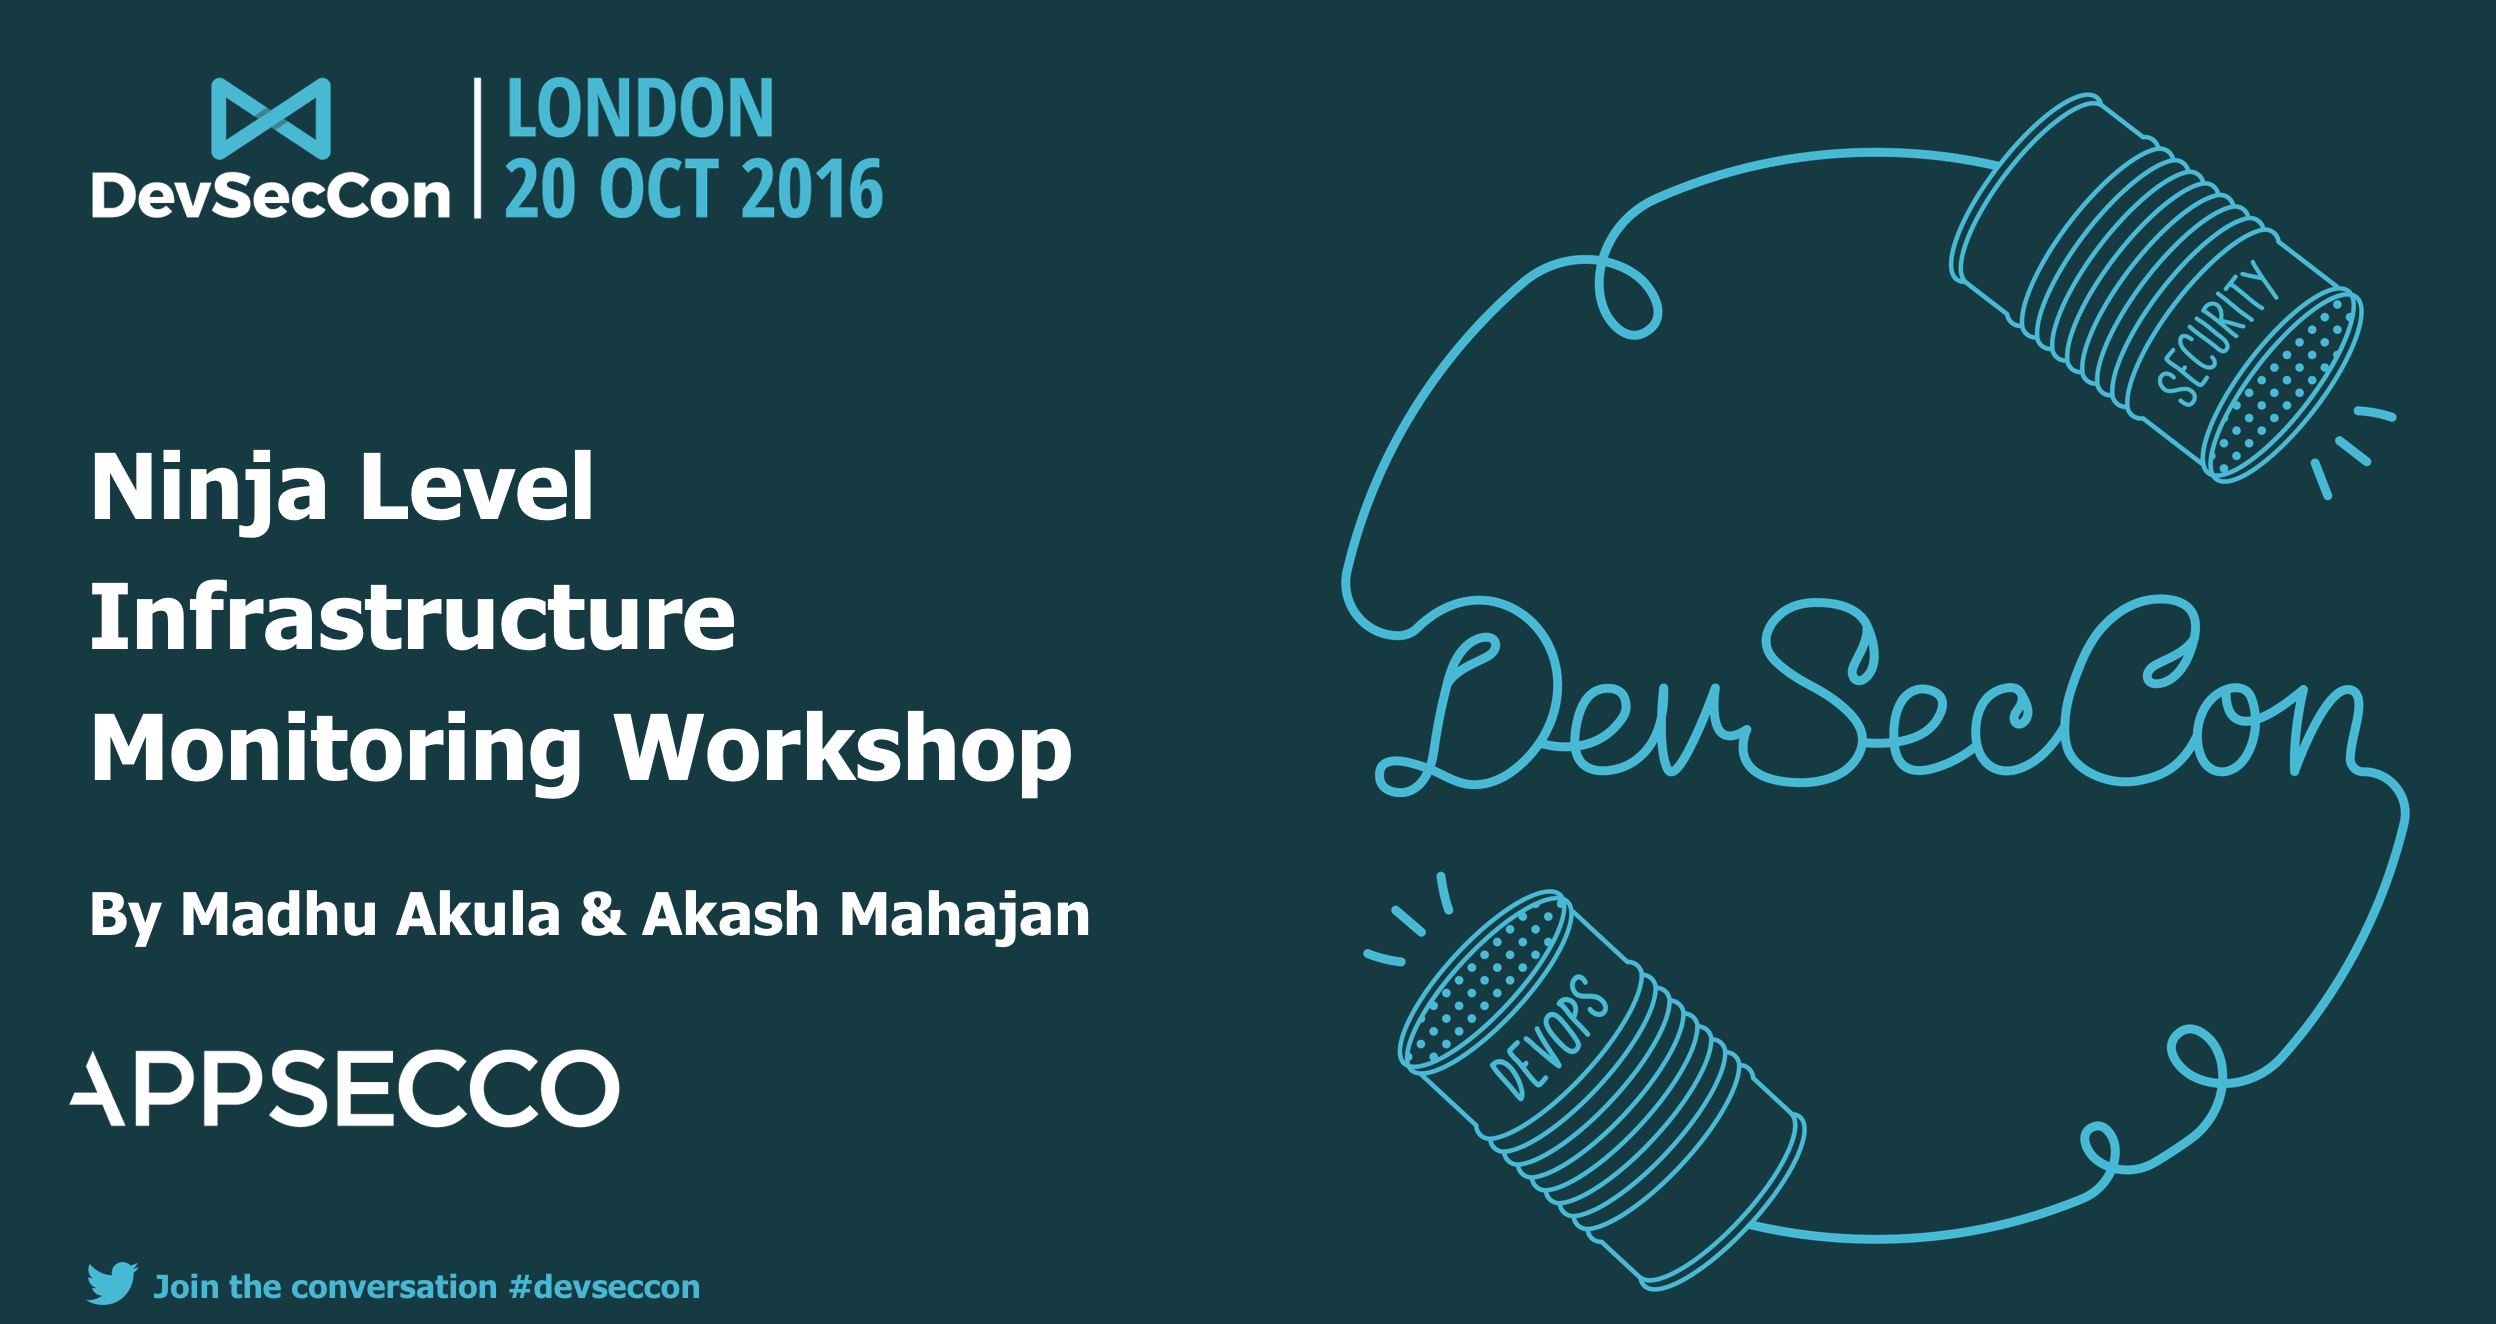 DevSecCon
LONDON
20 OCT 2016
Ninja Level
Infrastructure
Monitoring Workshop
By Madhu Akula & Akash Mahajan
APPSECCO
Join the conversation #devseccon
SECURITY
DevSecCon
DEVOPS